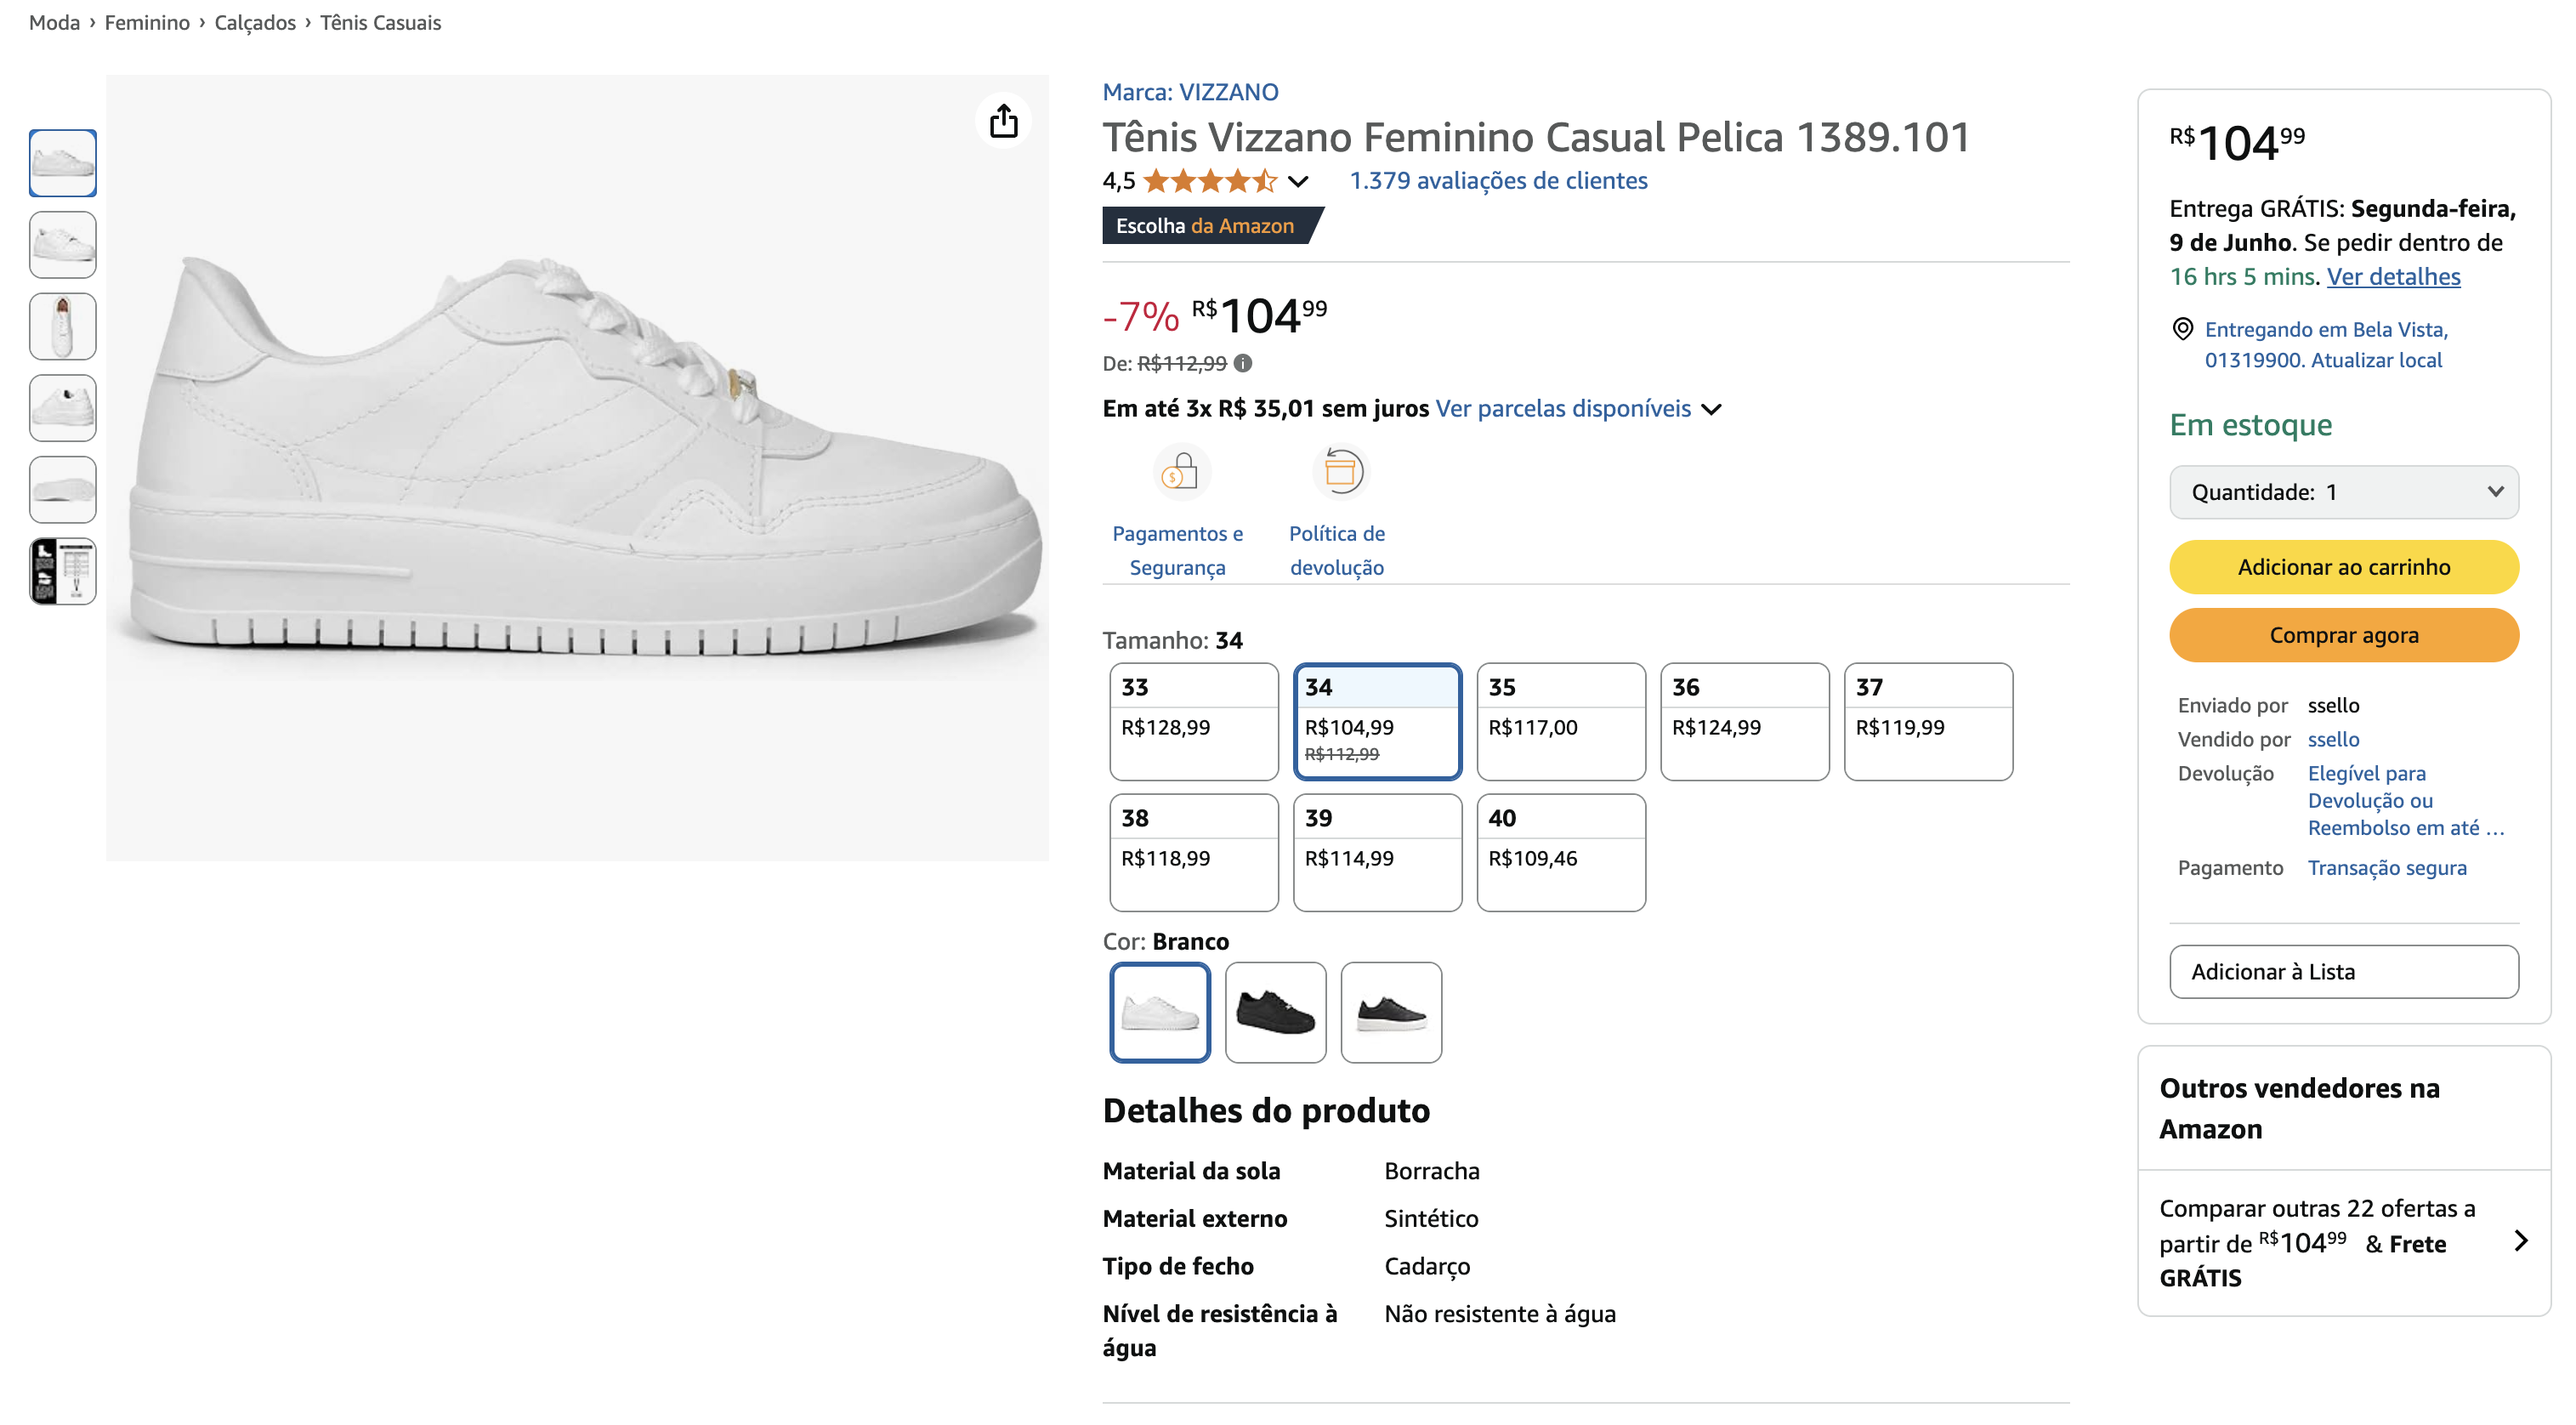 Moda › Feminino › Calçados › Tênis Casuais
Marca: VIZZANO
Tênis Vizzano Feminino Casual Pelica 1389.101
4,5
1.379 avaliações de clientes
Escolha da Amazon
-7% R$104,99
De: R$112,99
Em até 3x R$ 35,01 sem juros Ver parcelas disponíveis
Pagamentos e
Segurança
Política de
devolução
Tamanho: 34
33
R$128,99
34
R$104,99
R$112,99
35
R$117,00
36
R$124,99
37
R$119,99
38
R$118,99
39
R$114,99
40
R$109,46
Cor: Branco
Detalhes do produto
Material da sola Borracha
Material externo Sintético
Tipo de fecho Cadarço
Nível de resistência à Não resistente à água
água
R$10499
Entrega GRÁTIS: Segunda-feira,
9 de Junho. Se pedir dentro de
16 hrs 5 mins. Ver detalhes
Entregando em Bela Vista,
01319900. Atualizar local
Em estoque
Quantidade: 1
Adicionar ao carrinho
Comprar agora
Enviado por ssello
Vendido por ssello
Devolução Elegível para
Devolução ou
Reembolso em até ...
Pagamento Transação segura
Adicionar à Lista
Outros vendedores na
Amazon
Comparar outras 22 ofertas a
partir de R$10499 & Frete
GRÁTIS